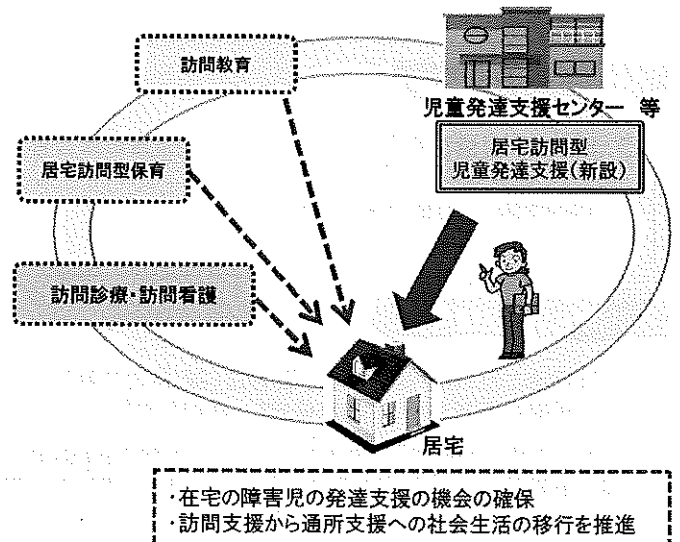 訪問教育
児童発達支援センター 等
居宅訪問型
児童発達支援(新設)
居宅訪問型保育
訪問診療・訪問看護
居宅
・在宅の障害児の発達支援の機会の確保
・訪問支援から通所支援への社会生活の移行を推進